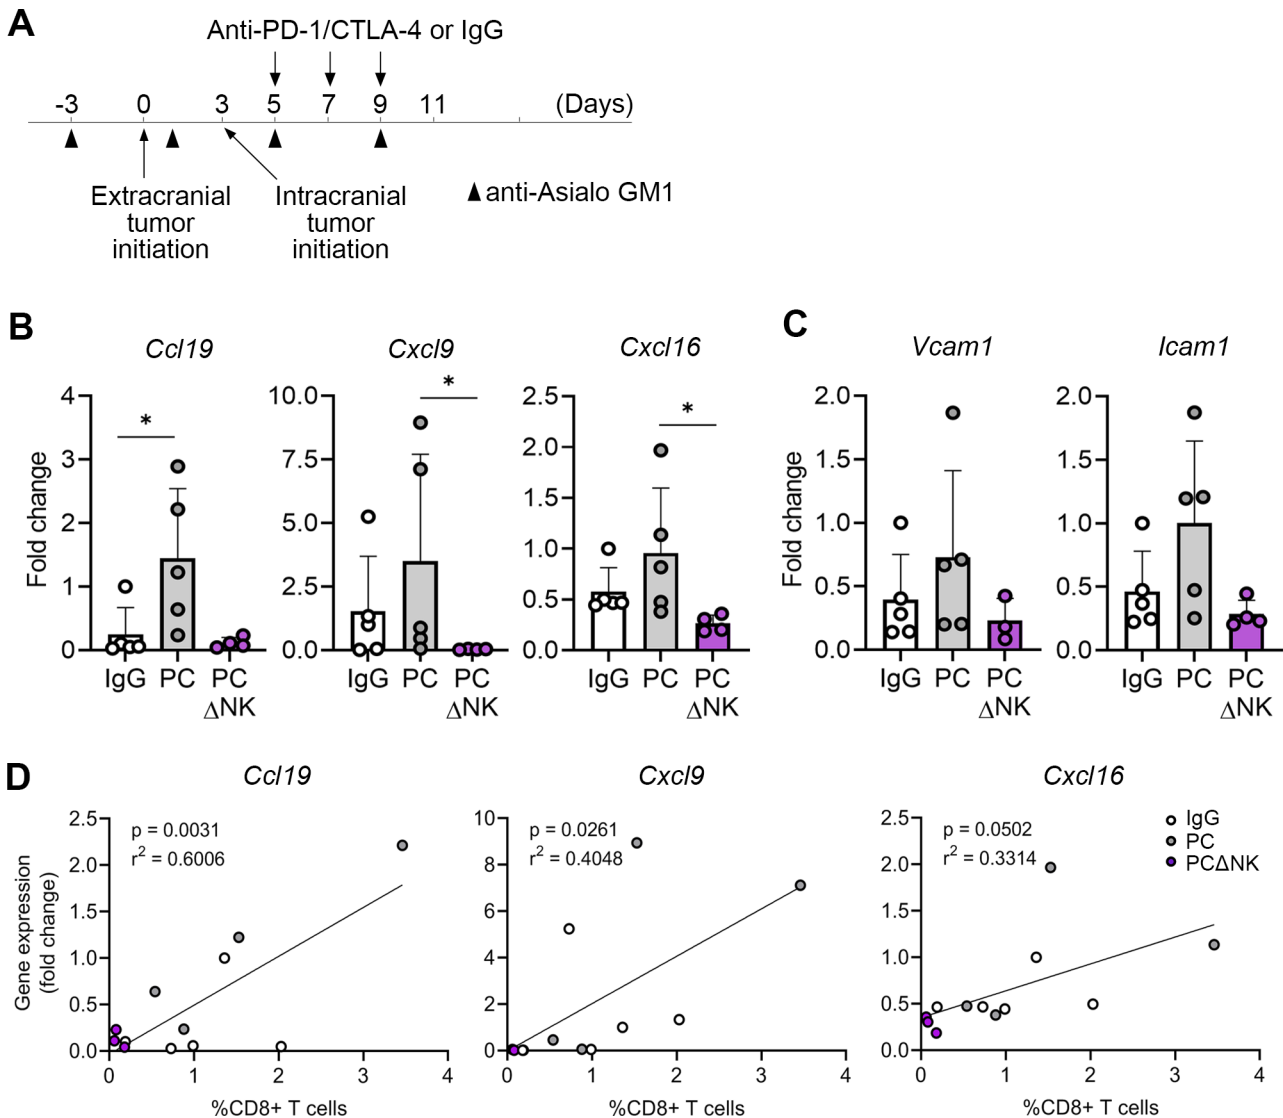 A
Anti-PD-1/CTLA-4 or IgG
-3 0 3 5 7 9 11 (Days)
Extracranial
tumor
initiation
Intracranial
tumor
initiation
▲anti-Asialo GM1
B
Ccl19
Fold change
4
3
2
1
0
*
IgG PC PC
ΔNK
Cxcl9
10.0
7.5
5.0
2.5
0.0
*
IgG PC PC
ΔNK
Cxcl16
2.5
2.0
1.5
1.0
0.5
0.0
*
IgG PC PC
ΔNK
C
Vcam1
Fold change
2.0
1.5
1.0
0.5
0.0
IgG PC PC
ΔNK
Icam1
2.0
1.5
1.0
0.5
0.0
IgG PC PC
ΔNK
D
Ccl19
Gene expression
(fold change)
p = 0.0031
r² = 0.6006
2.5
2.0
1.5
1.0
0.5
0.0
0 1 2 3 4
%CD8+ T cells
Cxcl9
p = 0.0261
r² = 0.4048
10
8
6
4
2
0
0 1 2 3 4
%CD8+ T cells
Cxcl16
p = 0.0502
r² = 0.3314
2.5
2.0
1.5
1.0
0.5
0.0
0 1 2 3 4
%CD8+ T cells
IgG
PC
PCΔNK